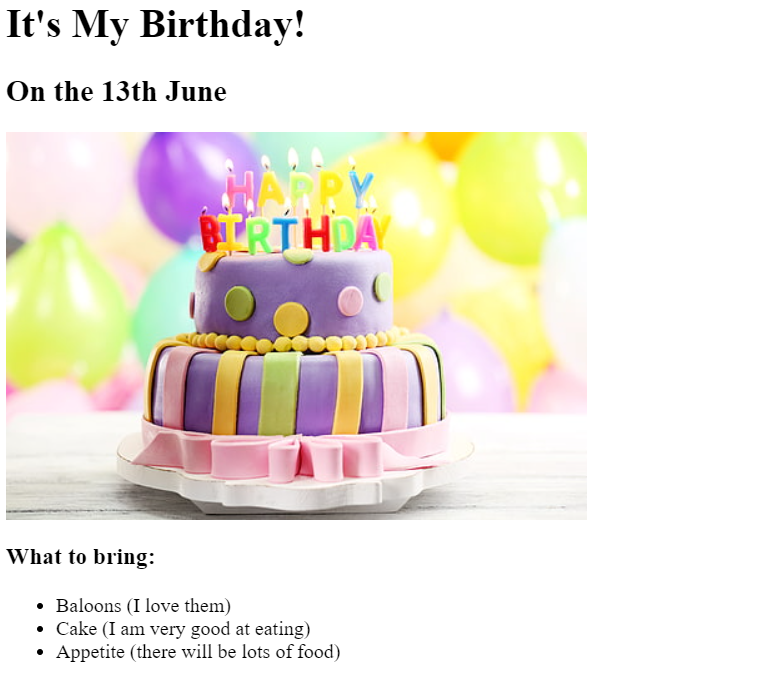 It's My Birthday!
On the 13th June
HAPPY
BIRTHDAY
What to bring:
Baloons (I love them)
Cake (I am very good at eating)
Appetite (there will be lots of food)